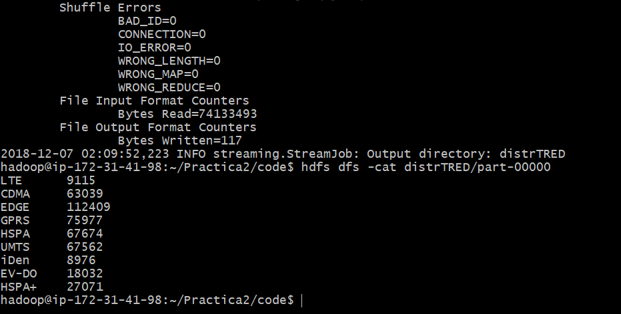 Shuffle Errors
BAD_ID=0
CONNECTION=0
IO_ERROR=0
WRONG_LENGTH=0
WRONG_MAP=0
WRONG_REDUCE=0
File Input Format Counters
Bytes Read=74133493
File Output Format Counters
Bytes Written=117
2018-12-07 02:09:52,223 INFO streaming.StreamJob: Output directory: distrTRED
hadoop@ip-172-31-41-98:~/Practica2/code$ hdfs dfs -cat distrTRED/part-00000
LTE 9115
CDMA 63039
EDGE 112409
GPRS 75977
HSPA 67674
UMTS 67562
iDen 8976
EV-DO 18032
HSPA+ 27071
hadoop@ip-172-31-41-98:~/Practica2/code$